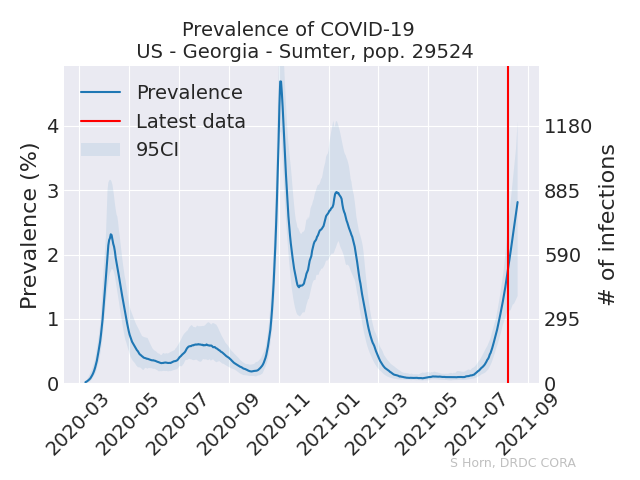 Prevalence of COVID-19
US - Georgia - Sumter, pop. 29524
Prevalence
Latest data
95CI
Prevalence (%)
4
3
2
1
0
1180
885
590
295
0
# of infections
2020-03
2020-05
2020-07
2020-09
2020-11
2021-01
2021-03
2021-05
2021-07
2021-09
S Horn, DRDC CORA